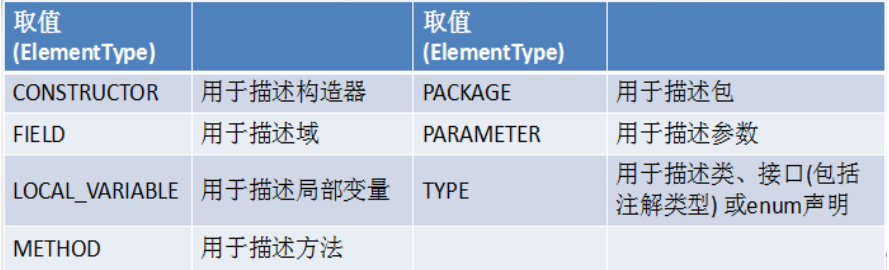 取值
(ElementType)
取值
(ElementType)
CONSTRUCTOR 用于描述构造器 PACKAGE 用于描述包
FIELD 用于描述域 PARAMETER 用于描述参数
LOCAL_VARIABLE 用于描述局部变量 TYPE 用于描述类、接口(包括
注解类型) 或enum声明
METHOD 用于描述方法